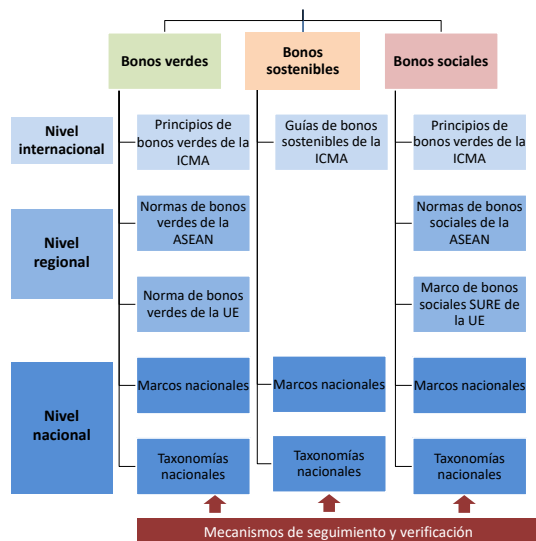 Bonos verdes
Bonos
sostenibles
Bonos sociales
Nivel
internacional
Principios de
bonos verdes de la
ICMA
Guías de bonos
sostenibles de la
ICMA
Principios de
bonos verdes de la
ICMA
Nivel
regional
Normas de bonos
verdes de la
ASEAN
Normas de bonos
sociales de la
ASEAN
Norma de bonos
verdes de la UE
Marco de bonos
sociales SURE de
la UE
Nivel
nacional
Marcos nacionales
Marcos nacionales
Marcos nacionales
Taxonomías
nacionales
Taxonomías
nacionales
Taxonomías
nacionales
Mecanismos de seguimiento y verificación